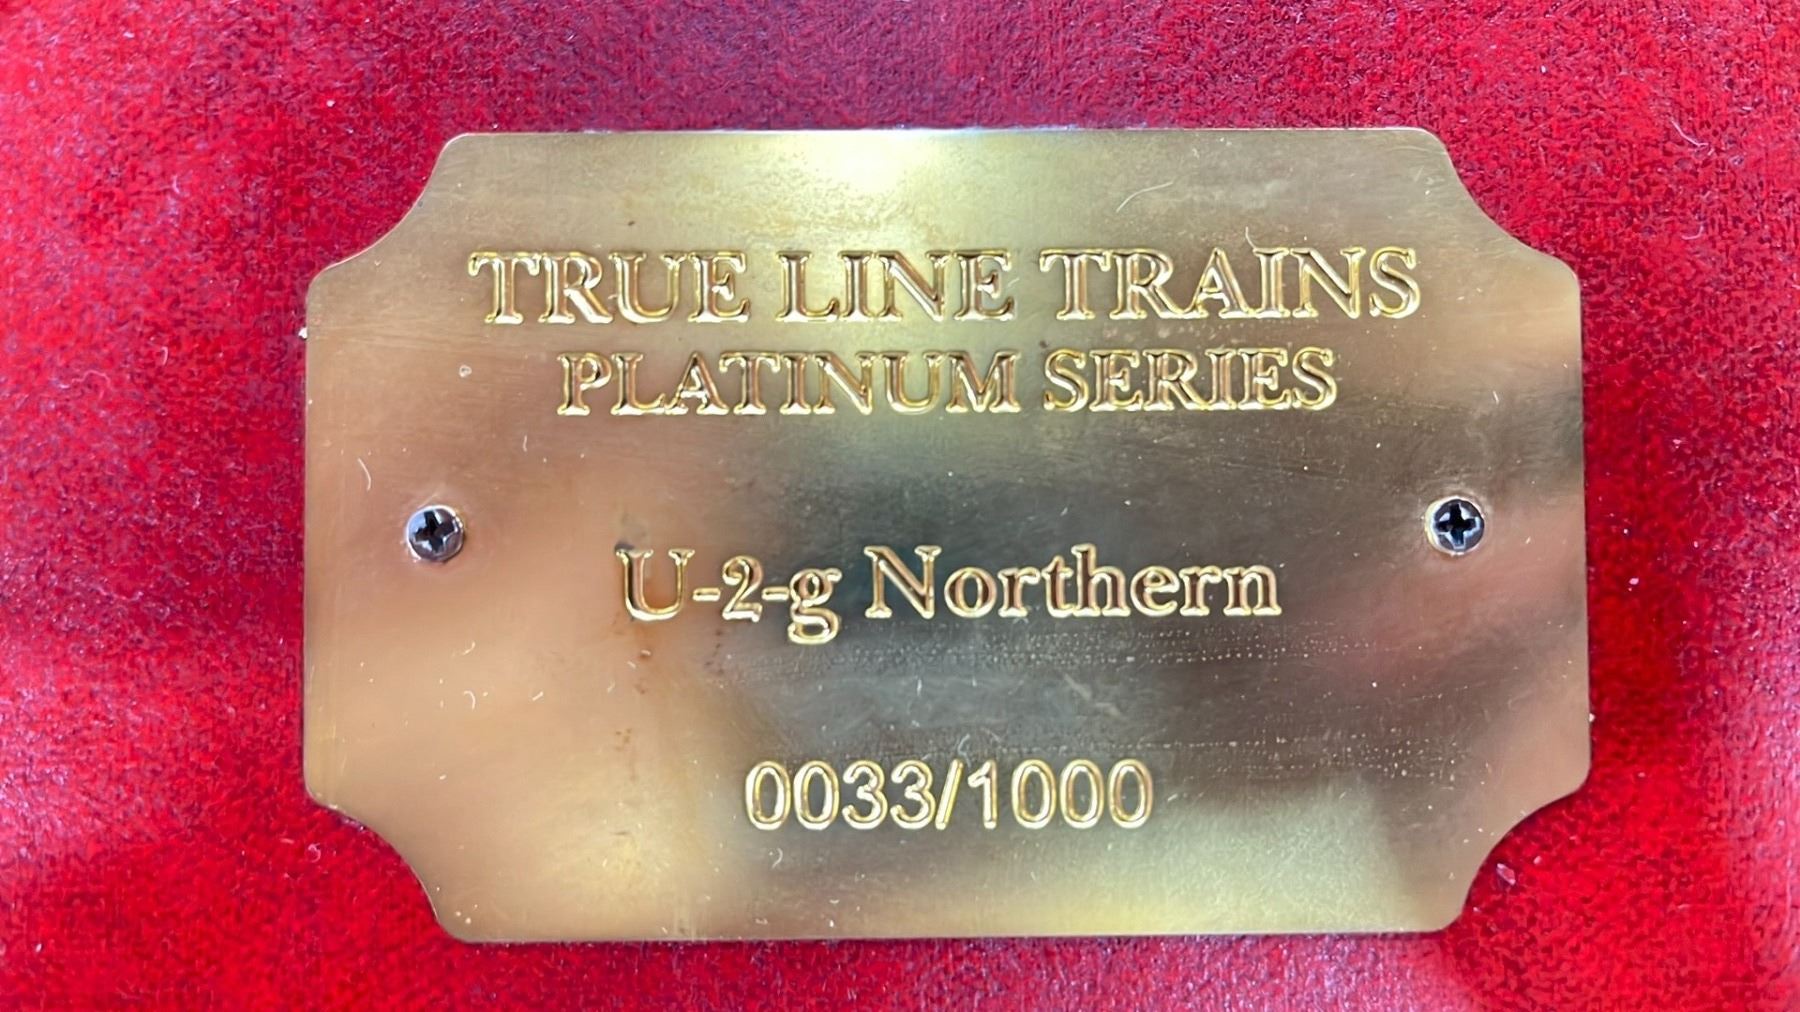 TRUE LINE TRAINS
PLATINUM SERIES
U-2-g Northern
0033/1000